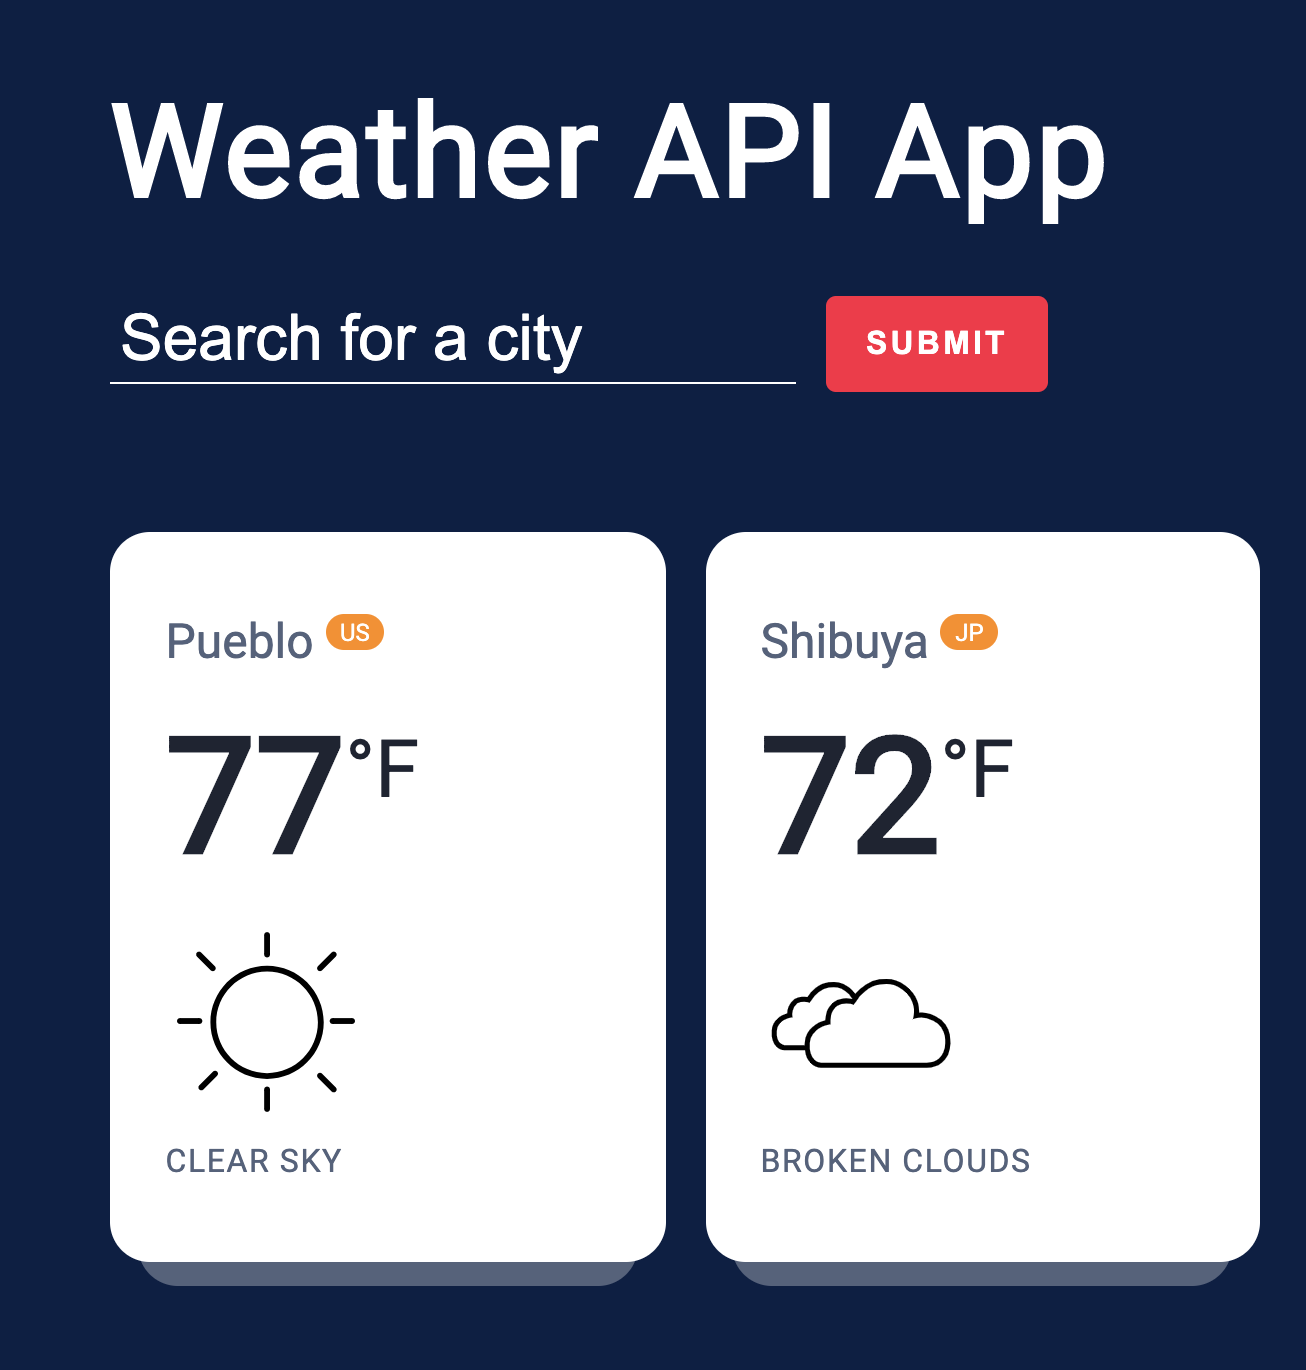 Weather API App
Search for a city
SUBMIT
Pueblo US
77°F
CLEAR SKY
Shibuya JP
72°F
BROKEN CLOUDS